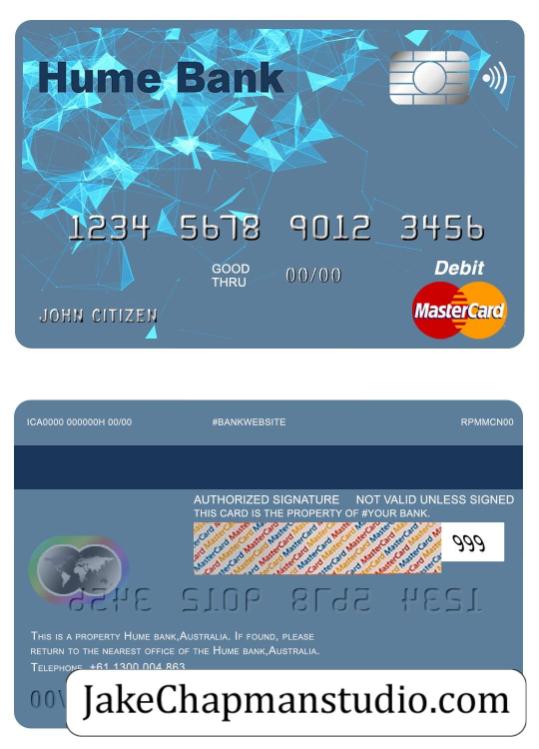 Hume Bank
1234 5678 9012 3456
GOOD
THRU
00/00
Debit
JOHN CITIZEN
MasterCard
ICA0000 000000H 00/00 #BANKWEBSITE RPMMCN00
AUTHORIZED SIGNATURE NOT VALID UNLESS SIGNED
THIS CARD IS THE PROPERTY OF #YOUR BANK.
MasterCard MasterCard MasterCard
999
THIS IS A PROPERTY HUME BANK,AUSTRALIA. IF FOUND, PLEASE
RETURN TO THE NEAREST OFFICE OF THE HUME BANK,AUSTRALIA.
TELEPHONE +61 1300 004 863
JakeChapmanstudio.com